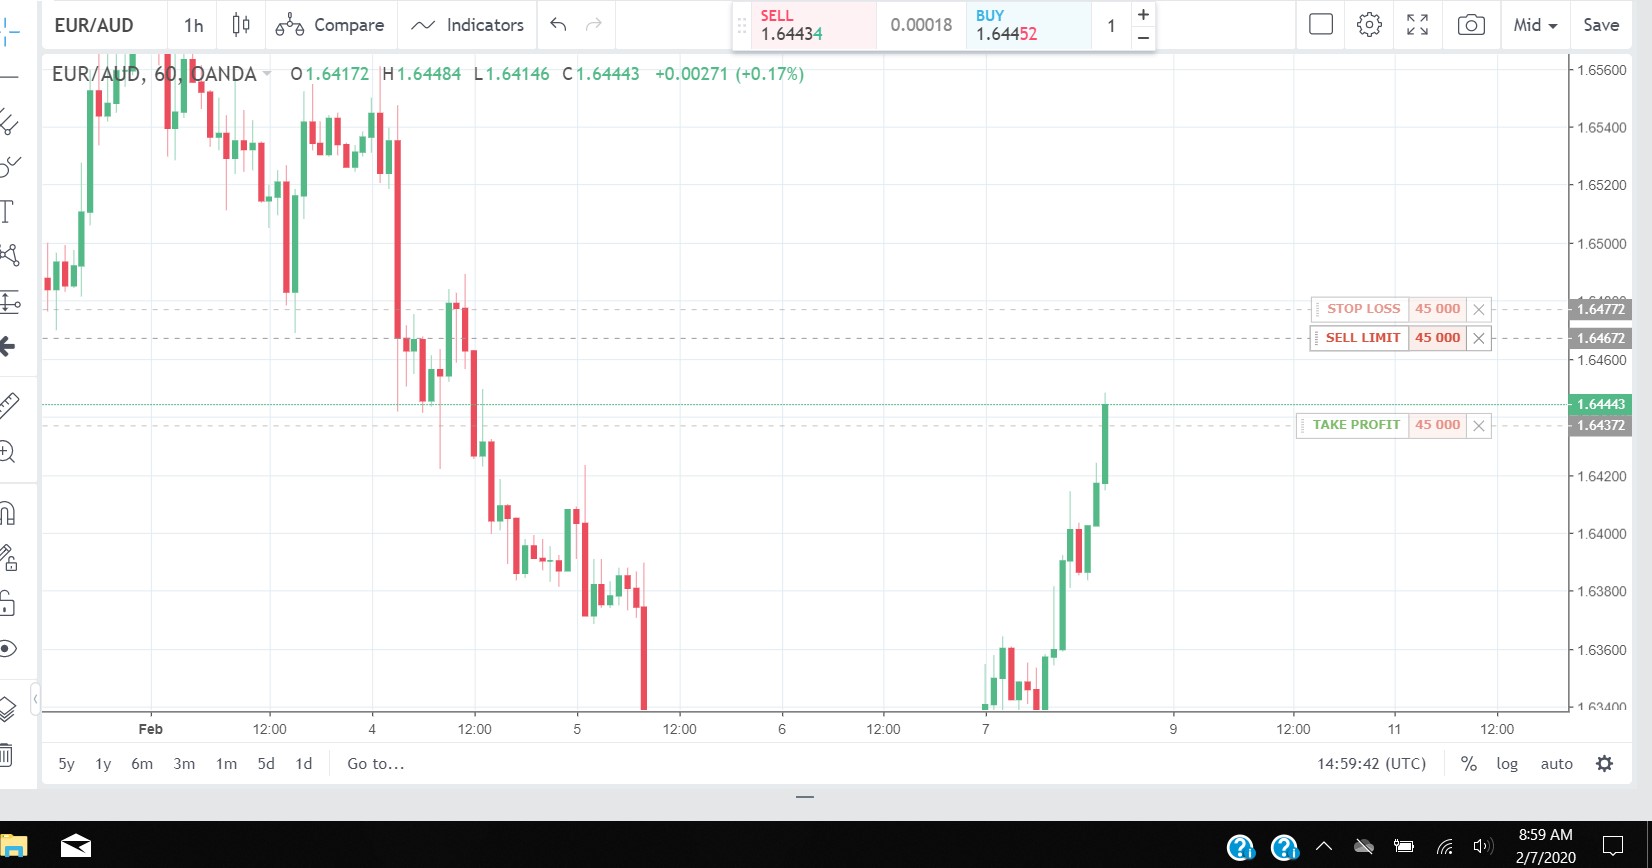 EUR/AUD 1h Compare Indicators SELL 1.64434 0.00018 BUY 1.64452 1 + − Mid Save
EUR/AUD, 60, OANDA O1.64172 H1.64484 L1.64146 C1.64443 +0.00271 (+0.17%)
1.65600
1.65400
1.65200
1.65000
STOP LOSS 45 000 1.64772
SELL LIMIT 45 000 1.64672
1.64600
1.64443
TAKE PROFIT 45 000 1.64372
1.64200
1.64000
1.63800
1.63600
1.63400
Feb 12:00 4 12:00 5 12:00 6 12:00 7 9 12:00 11 12:00
5y 1y 6m 3m 1m 5d 1d Go to... 14:59:42 (UTC) % log auto
8:59 AM
2/7/2020